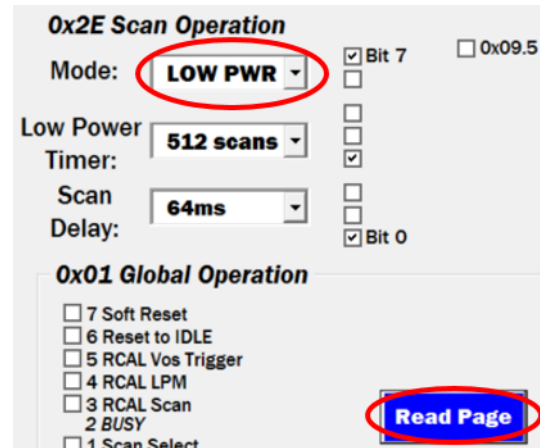 0x2E Scan Operation
Mode: LOW PWR Bit 7 0x09.5
Low Power
Timer: 512 scans
Scan
Delay: 64ms Bit 0
0x01 Global Operation
7 Soft Reset
6 Reset to IDLE
5 RCAL Vos Trigger
4 RCAL LPM
3 RCAL Scan
2 BUSY
Read Page
1 Scan Select